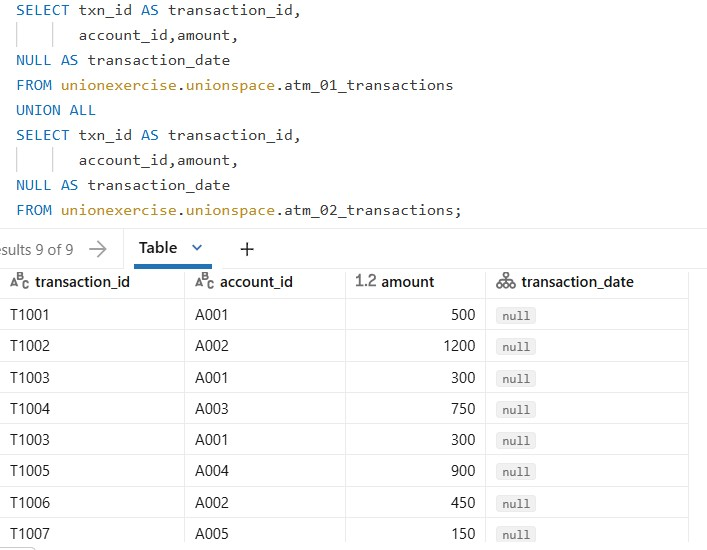 SELECT txn_id AS transaction_id,
account_id,amount,
NULL AS transaction_date
FROM unionexercise.unionspace.atm_01_transactions
UNION ALL
SELECT txn_id AS transaction_id,
account_id,amount,
NULL AS transaction_date
FROM unionexercise.unionspace.atm_02_transactions;
esults 9 of 9 → Table +
ABC transaction_id ABC account_id 1.2 amount transaction_date
T1001 A001 500 null
T1002 A002 1200 null
T1003 A001 300 null
T1004 A003 750 null
T1003 A001 300 null
T1005 A004 900 null
T1006 A002 450 null
T1007 A005 150 null